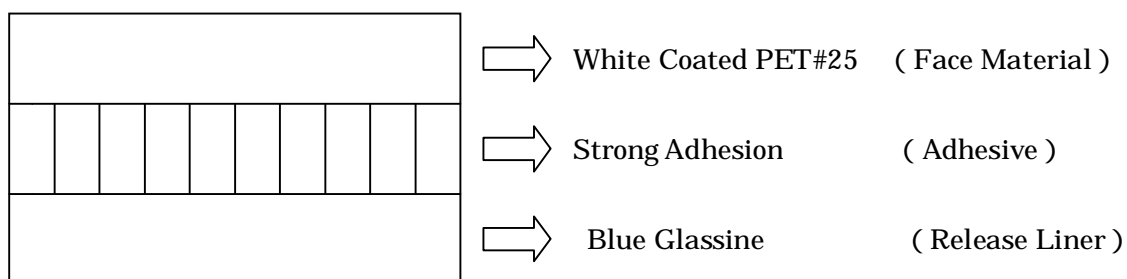 White Coated PET#25 ( Face Material )
Strong Adhesion ( Adhesive )
Blue Glassine ( Release Liner )